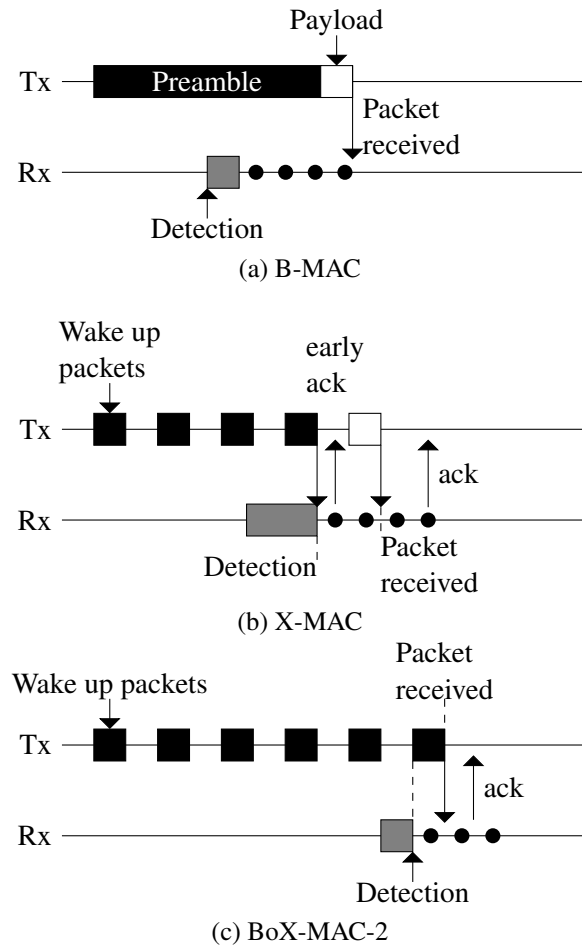 Payload
Tx
Preamble
Packet
received
Rx
Detection
(a) B-MAC
Wake up
packets
early
ack
Tx
ack
Rx
Detection
Packet
received
(b) X-MAC
Packet
received
Wake up packets
Tx
ack
Rx
Detection
(c) BoX-MAC-2